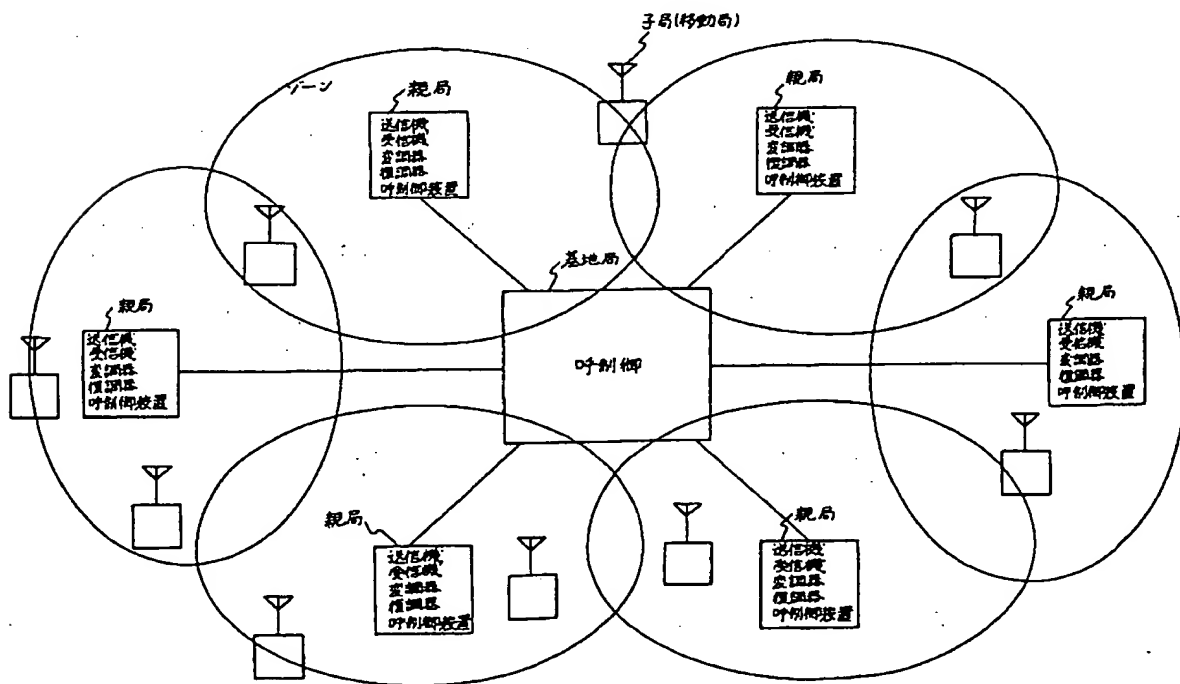 子局(移動局)
ゾーン
親局
送信機
受信機
変調器
復調器
呼制御装置
親局
送信機
受信機
変調器
復調器
呼制御装置
基地局
呼制御
親局
送信機
受信機
変調器
復調器
呼制御装置
親局
送信機
受信機
変調器
復調器
呼制御装置
親局
送信機
受信機
変調器
復調器
呼制御装置
親局
送信機
受信機
変調器
復調器
呼制御装置